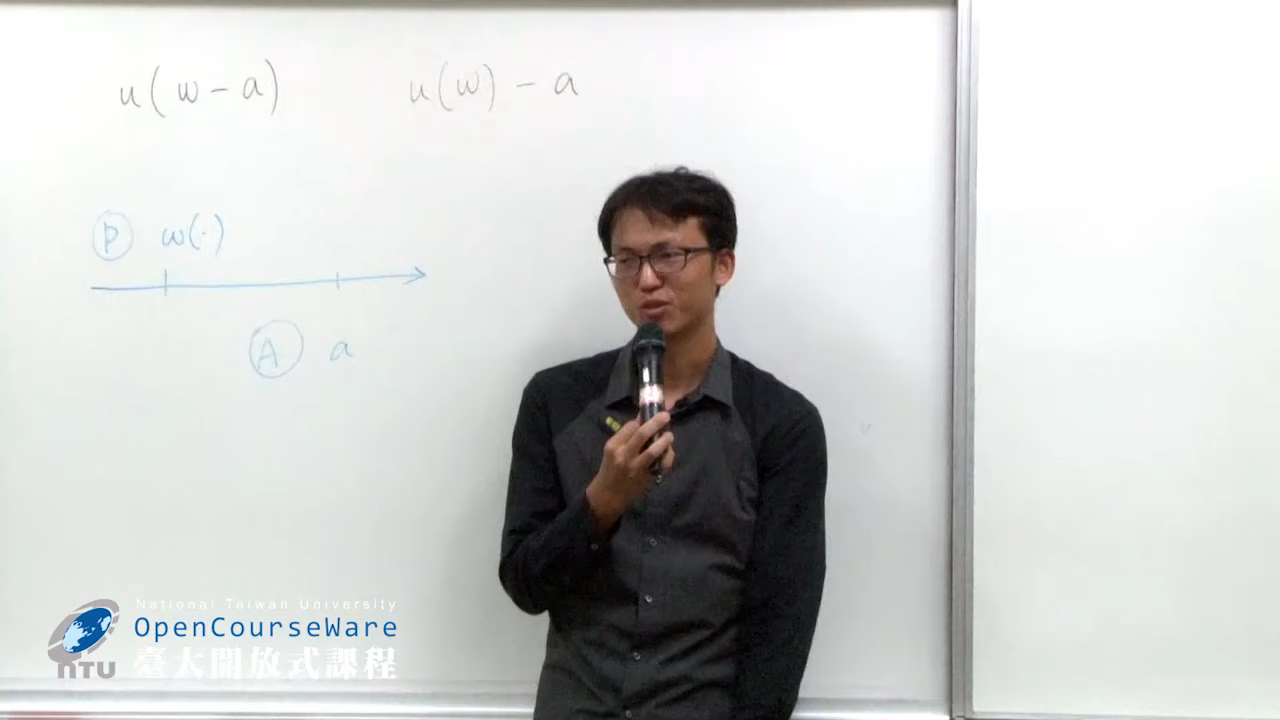 u(w-a) u(w)-a
P w(·)
A a
National Taiwan University
OpenCourseWare
臺大開放式課程
NTU